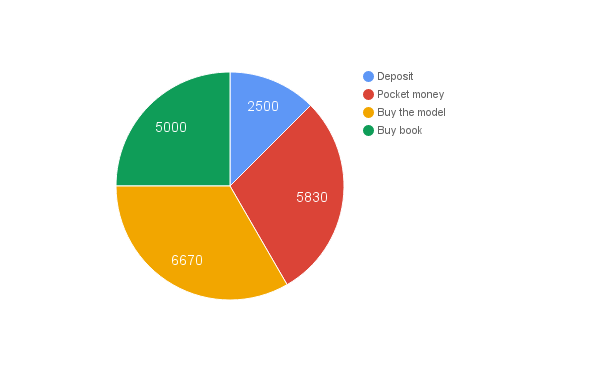 2500
5830
6670
5000
Deposit
Pocket money
Buy the model
Buy book